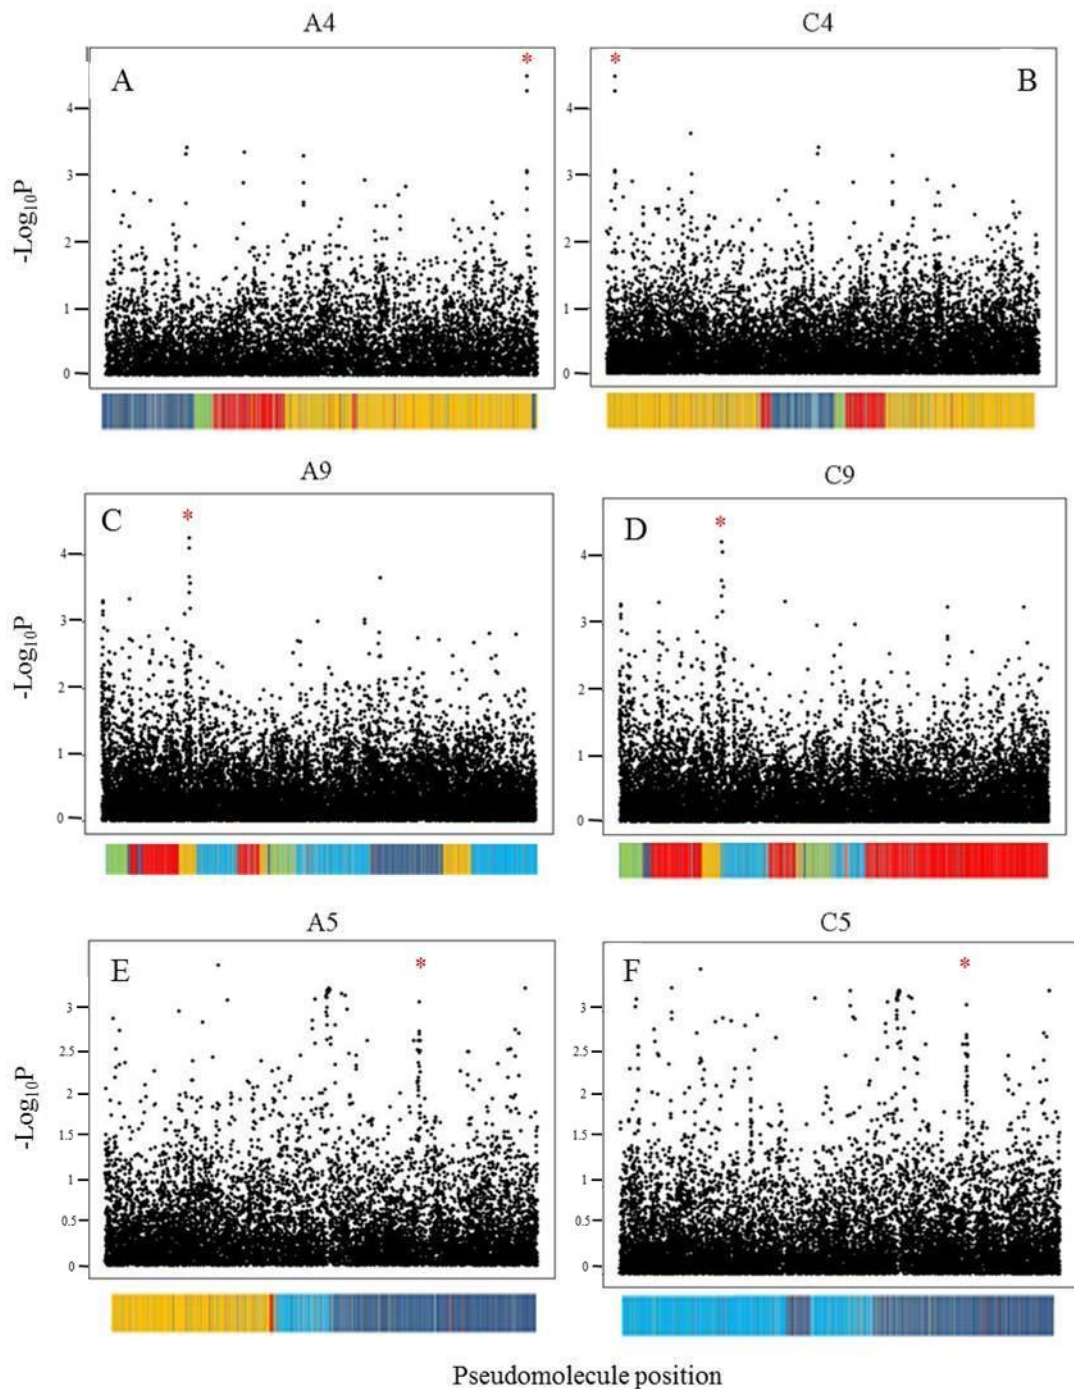 A4 C4
A * * B
4 4
3 3
-Log₁₀P
2 2
1 1
0 0
A9 C9
C * * D
4 4
3 3
-Log₁₀P
2 2
1 1
0 0
A5 C5
E * F *
3 3
2.5 2.5
2 2
-Log₁₀P
1.5 1.5
1 1
0.5 0.5
0 0
Pseudomolecule position